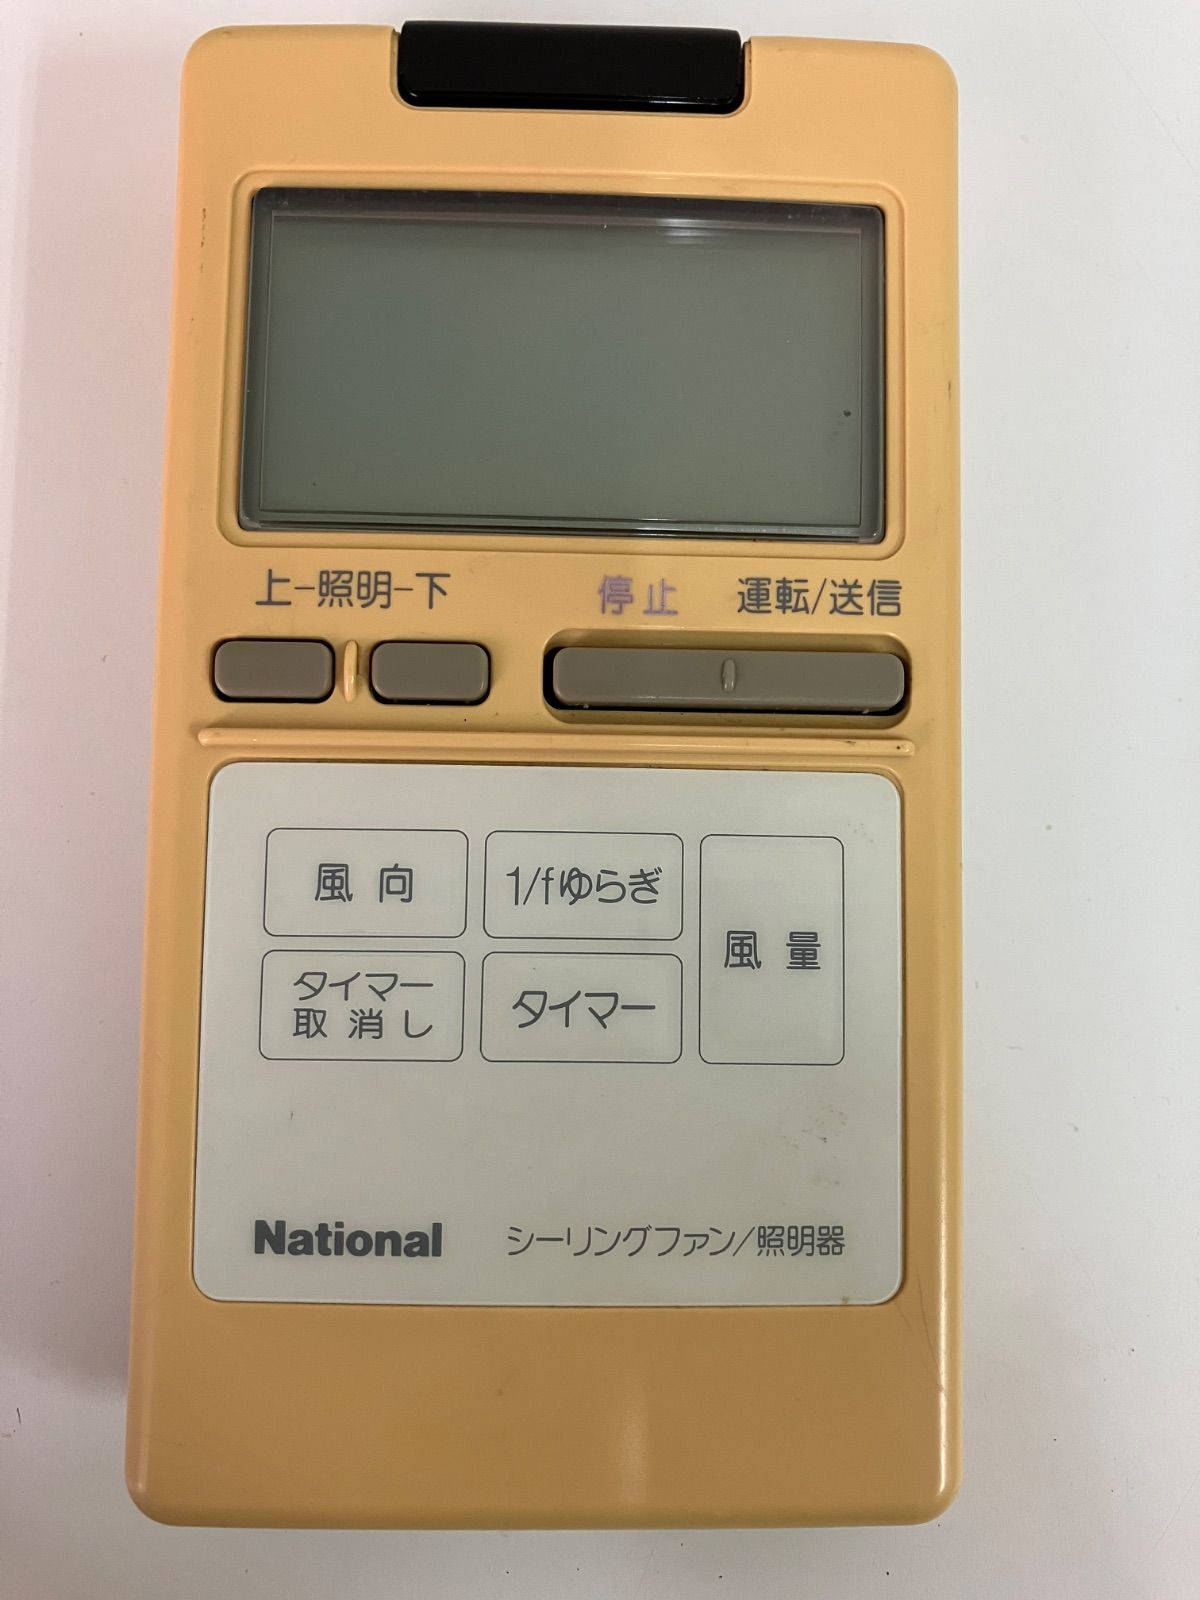 上-照明-下 停止 運転/送信
風向 1/fゆらぎ 風量
タイマー
取消し
タイマー
National シーリングファン/照明器